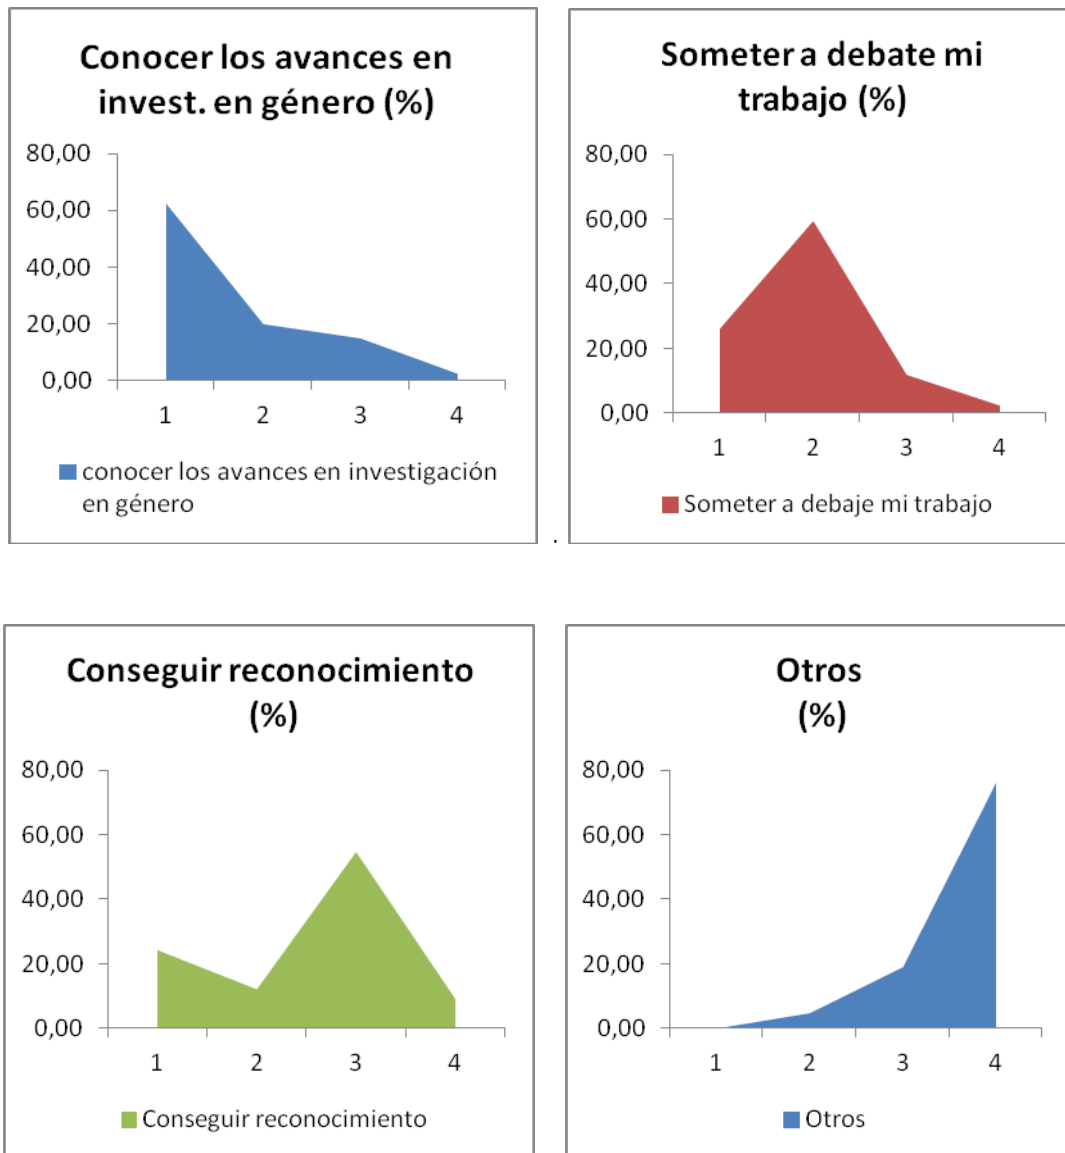 Conocer los avances en
invest. en género (%)
80,00
60,00
40,00
20,00
0,00
1 2 3 4
conocer los avances en investigación
en género
Someter a debate mi
trabajo (%)
80,00
60,00
40,00
20,00
0,00
1 2 3 4
Someter a debaje mi trabajo
.
Conseguir reconocimiento
(%)
80,00
60,00
40,00
20,00
0,00
1 2 3 4
Conseguir reconocimiento
Otros
(%)
80,00
60,00
40,00
20,00
0,00
1 2 3 4
Otros